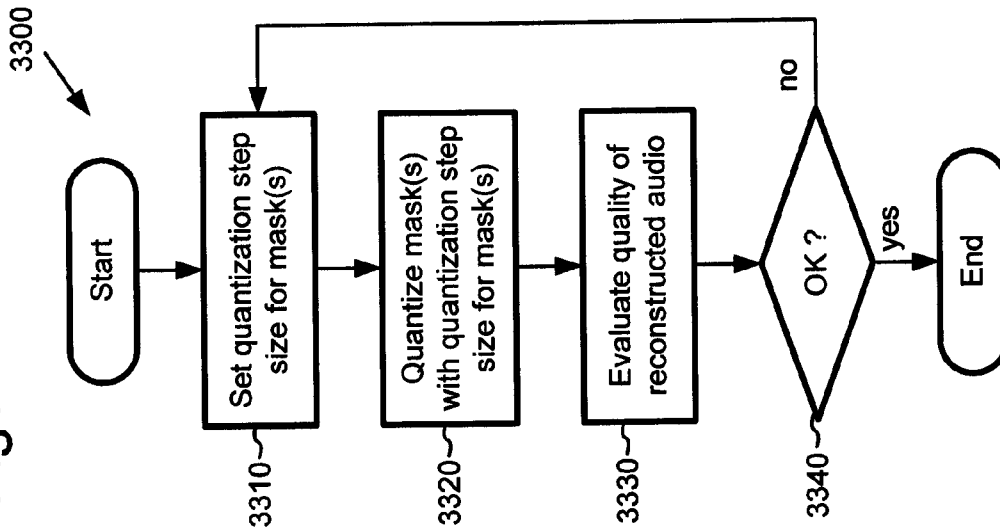 3300
Start
Set quantization step
size for mask(s)
3310
Quantize mask(s)
with quantization step
size for mask(s)
3320
Evaluate quality of
reconstructed audio
3330
OK ?
no
3340
yes
End